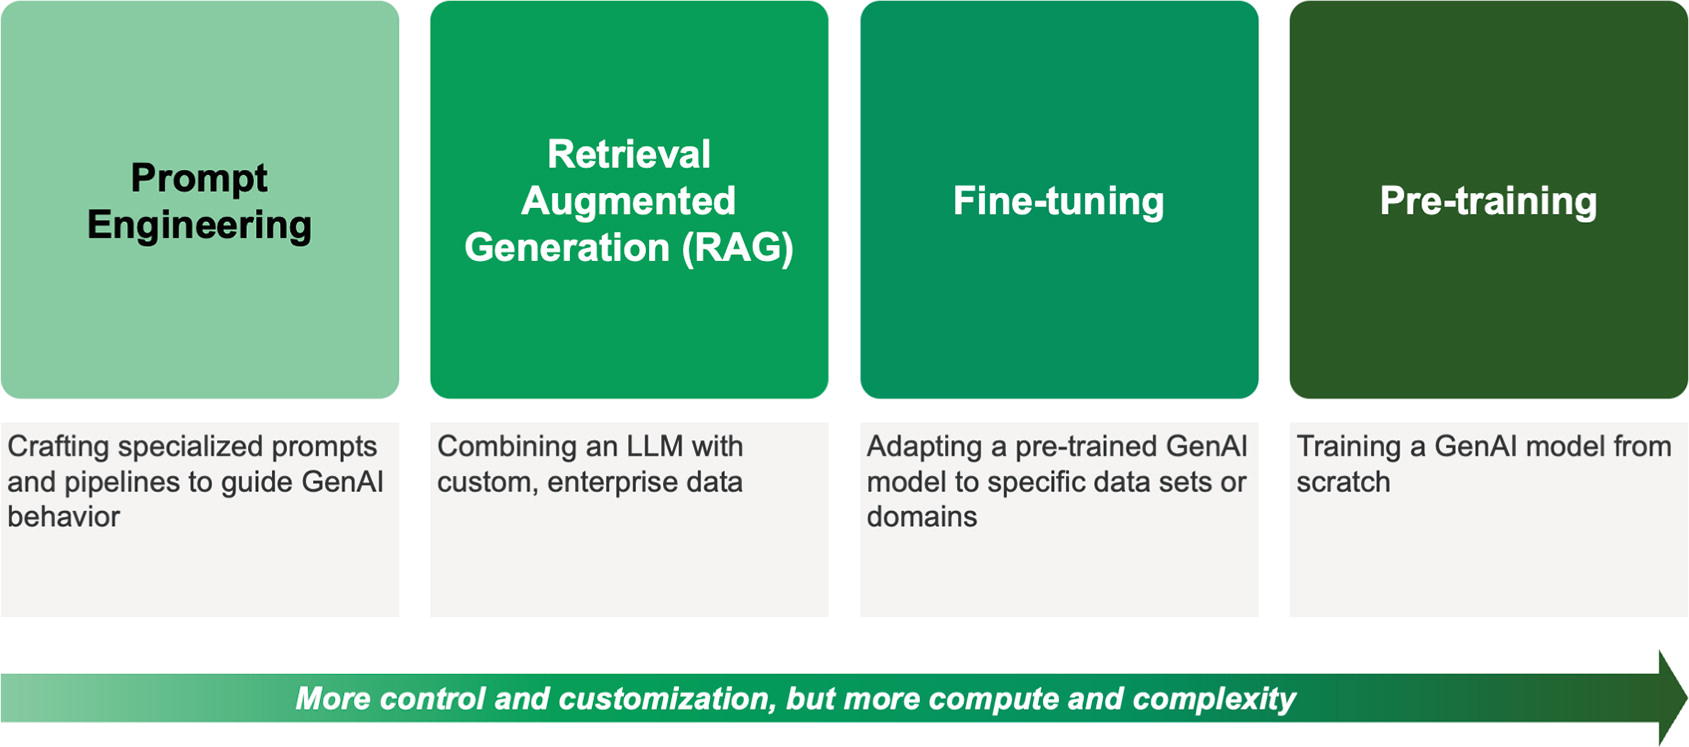 Prompt
Engineering
Retrieval
Augmented
Generation (RAG)
Fine-tuning
Pre-training
Crafting specialized prompts
and pipelines to guide GenAI
behavior
Combining an LLM with
custom, enterprise data
Adapting a pre-trained GenAI
model to specific data sets or
domains
Training a GenAI model from
scratch
More control and customization, but more compute and complexity